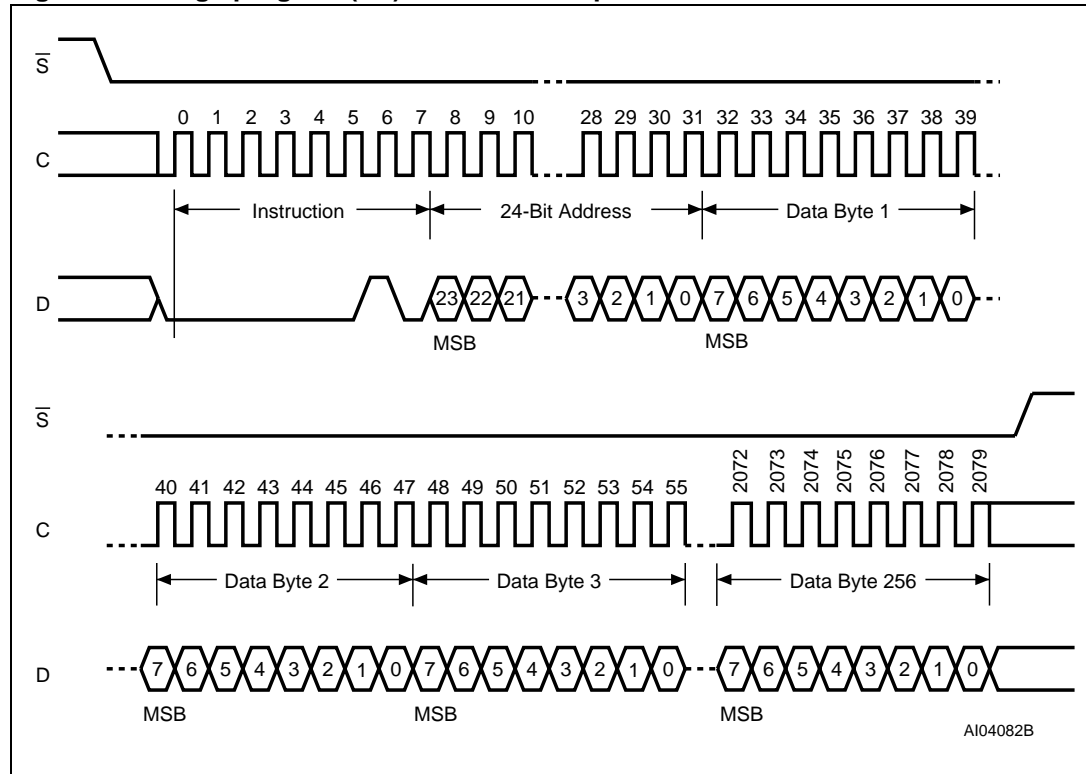 S
0 1 2 3 4 5 6 7 8 9 10 28 29 30 31 32 33 34 35 36 37 38 39
C
Instruction 24-Bit Address Data Byte 1
D 23 22 21 3 2 1 0 7 6 5 4 3 2 1 0
MSB MSB
S
40 41 42 43 44 45 46 47 48 49 50 51 52 53 54 55 2072 2073 2074 2075 2076 2077 2078 2079
C
Data Byte 2 Data Byte 3 Data Byte 256
D 7 6 5 4 3 2 1 0 7 6 5 4 3 2 1 0 7 6 5 4 3 2 1 0
MSB MSB MSB
AI04082B